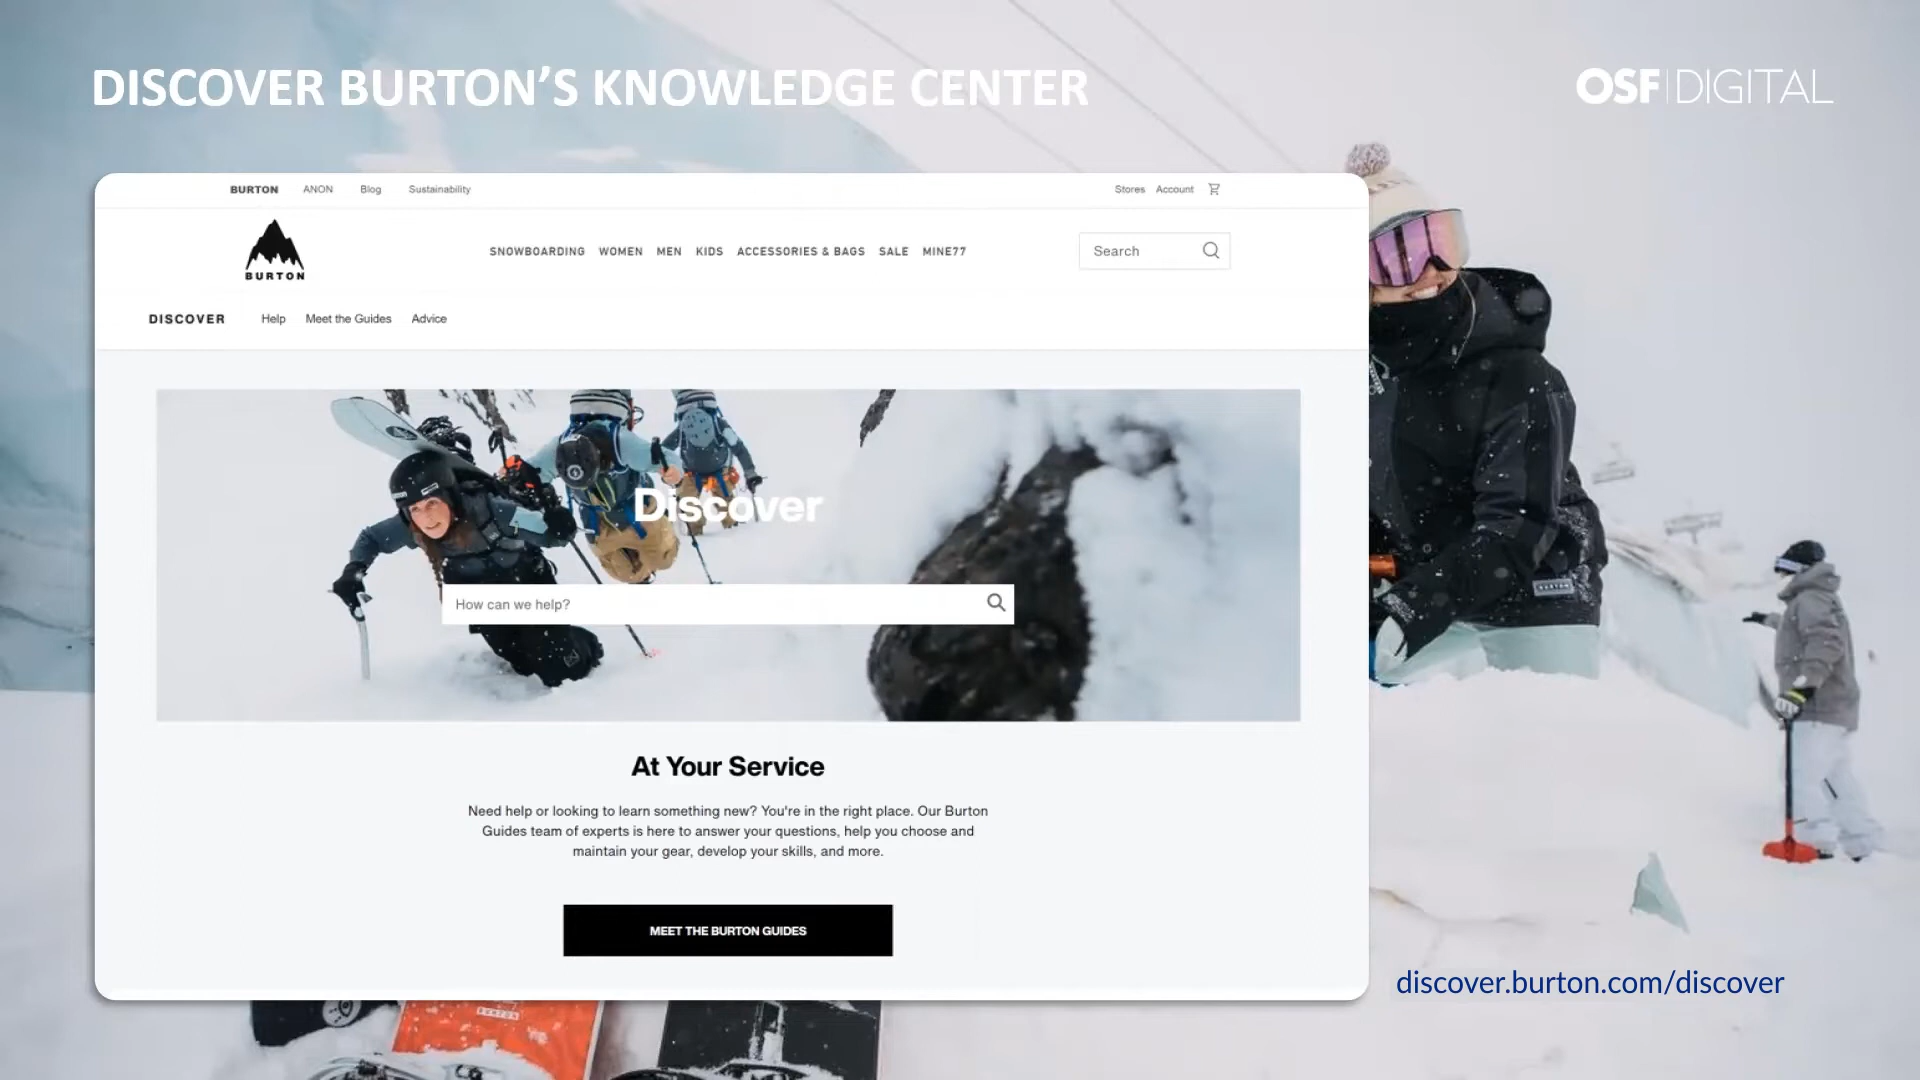 DISCOVER BURTON’S KNOWLEDGE CENTER
OSF DIGITAL
BURTON ANON Blog Sustainability
Stores Account
BURTON
SNOWBOARDING WOMEN MEN KIDS ACCESSORIES & BAGS SALE MINE77
Search
DISCOVER Help Meet the Guides Advice
Discover
How can we help?
At Your Service
Need help or looking to learn something new? You're in the right place. Our Burton
Guides team of experts is here to answer your questions, help you choose and
maintain your gear, develop your skills, and more.
MEET THE BURTON GUIDES
discover.burton.com/discover
BURTON